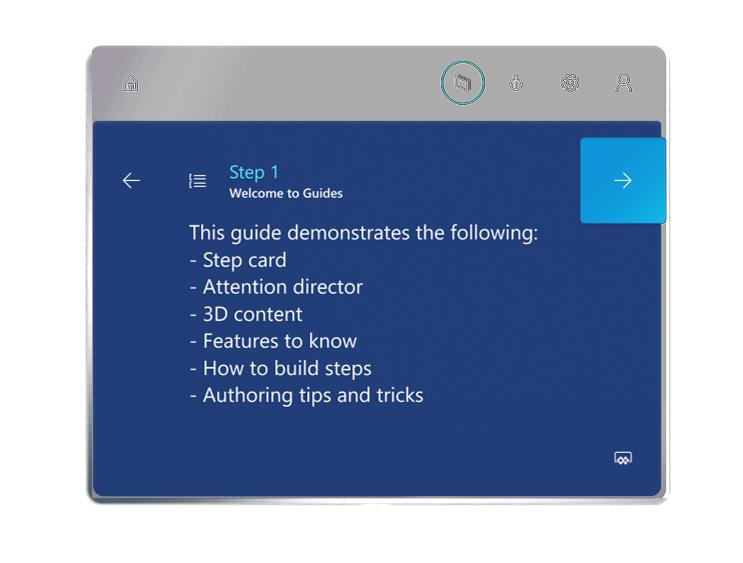 Step 1
Welcome to Guides
This guide demonstrates the following:
- Step card
- Attention director
- 3D content
- Features to know
- How to build steps
- Authoring tips and tricks